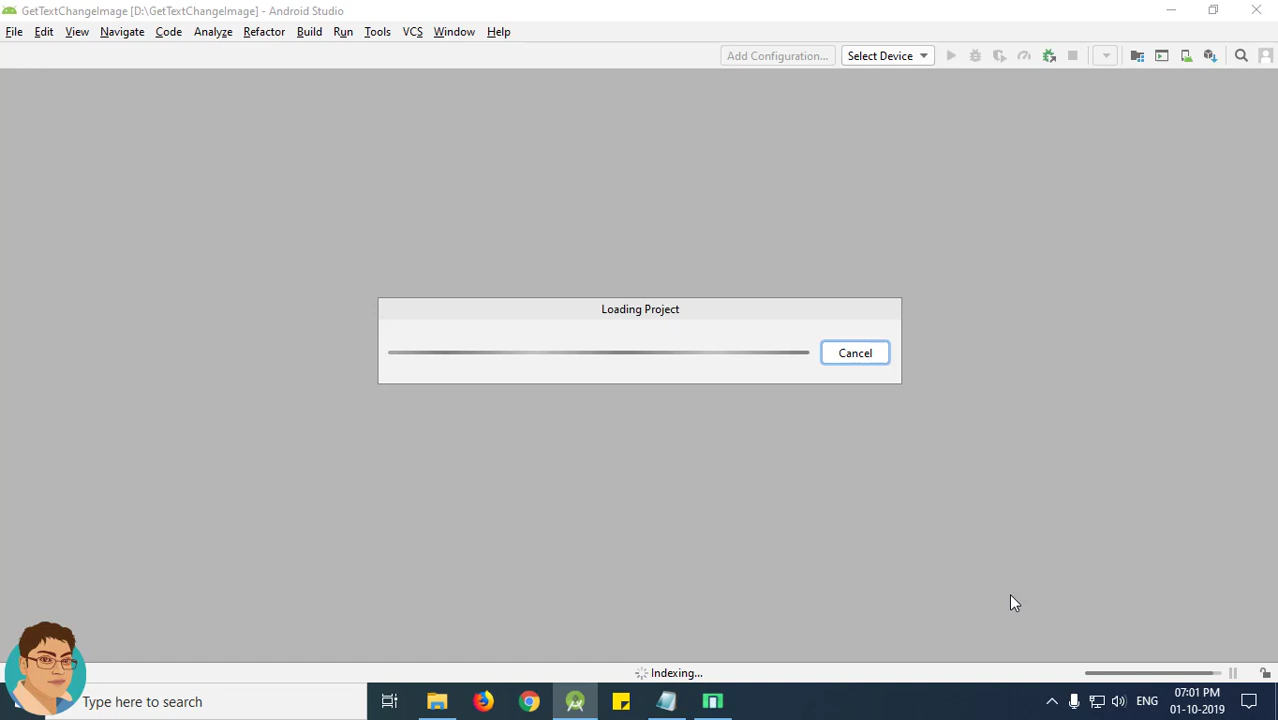 GetTextChangeImage [D:\GetTextChangeImage] - Android Studio
File Edit View Navigate Code Analyze Refactor Build Run Tools VCS Window Help
Add Configuration... Select Device
Loading Project
Cancel
Indexing...
Type here to search
ENG
07:01 PM
01-10-2019